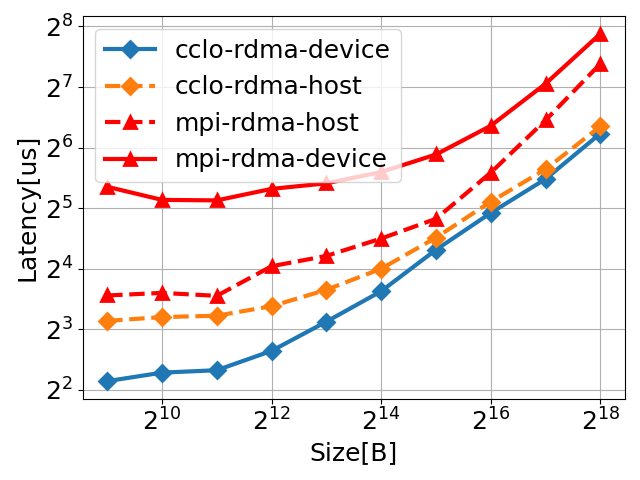 2^8
2^7
2^6
2^5
2^4
2^3
2^2
Latency[us]
cclo-rdma-device
cclo-rdma-host
mpi-rdma-host
mpi-rdma-device
2^10 2^12 2^14 2^16 2^18
Size[B]